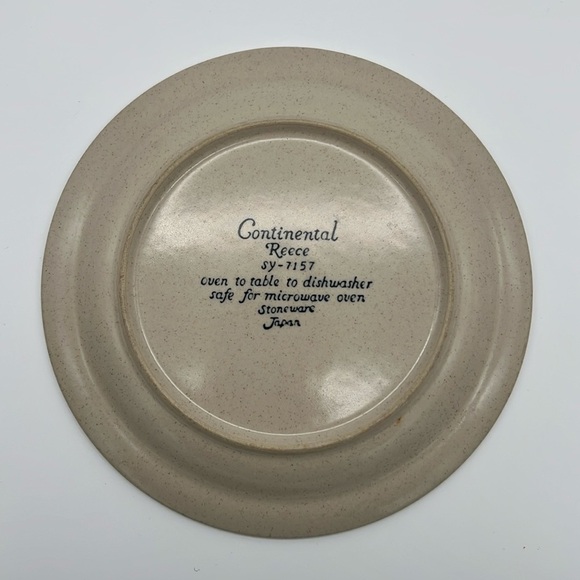 Continental
Reece
SY-7157
oven to table to dishwasher
safe for microwave oven
Stoneware
Japan